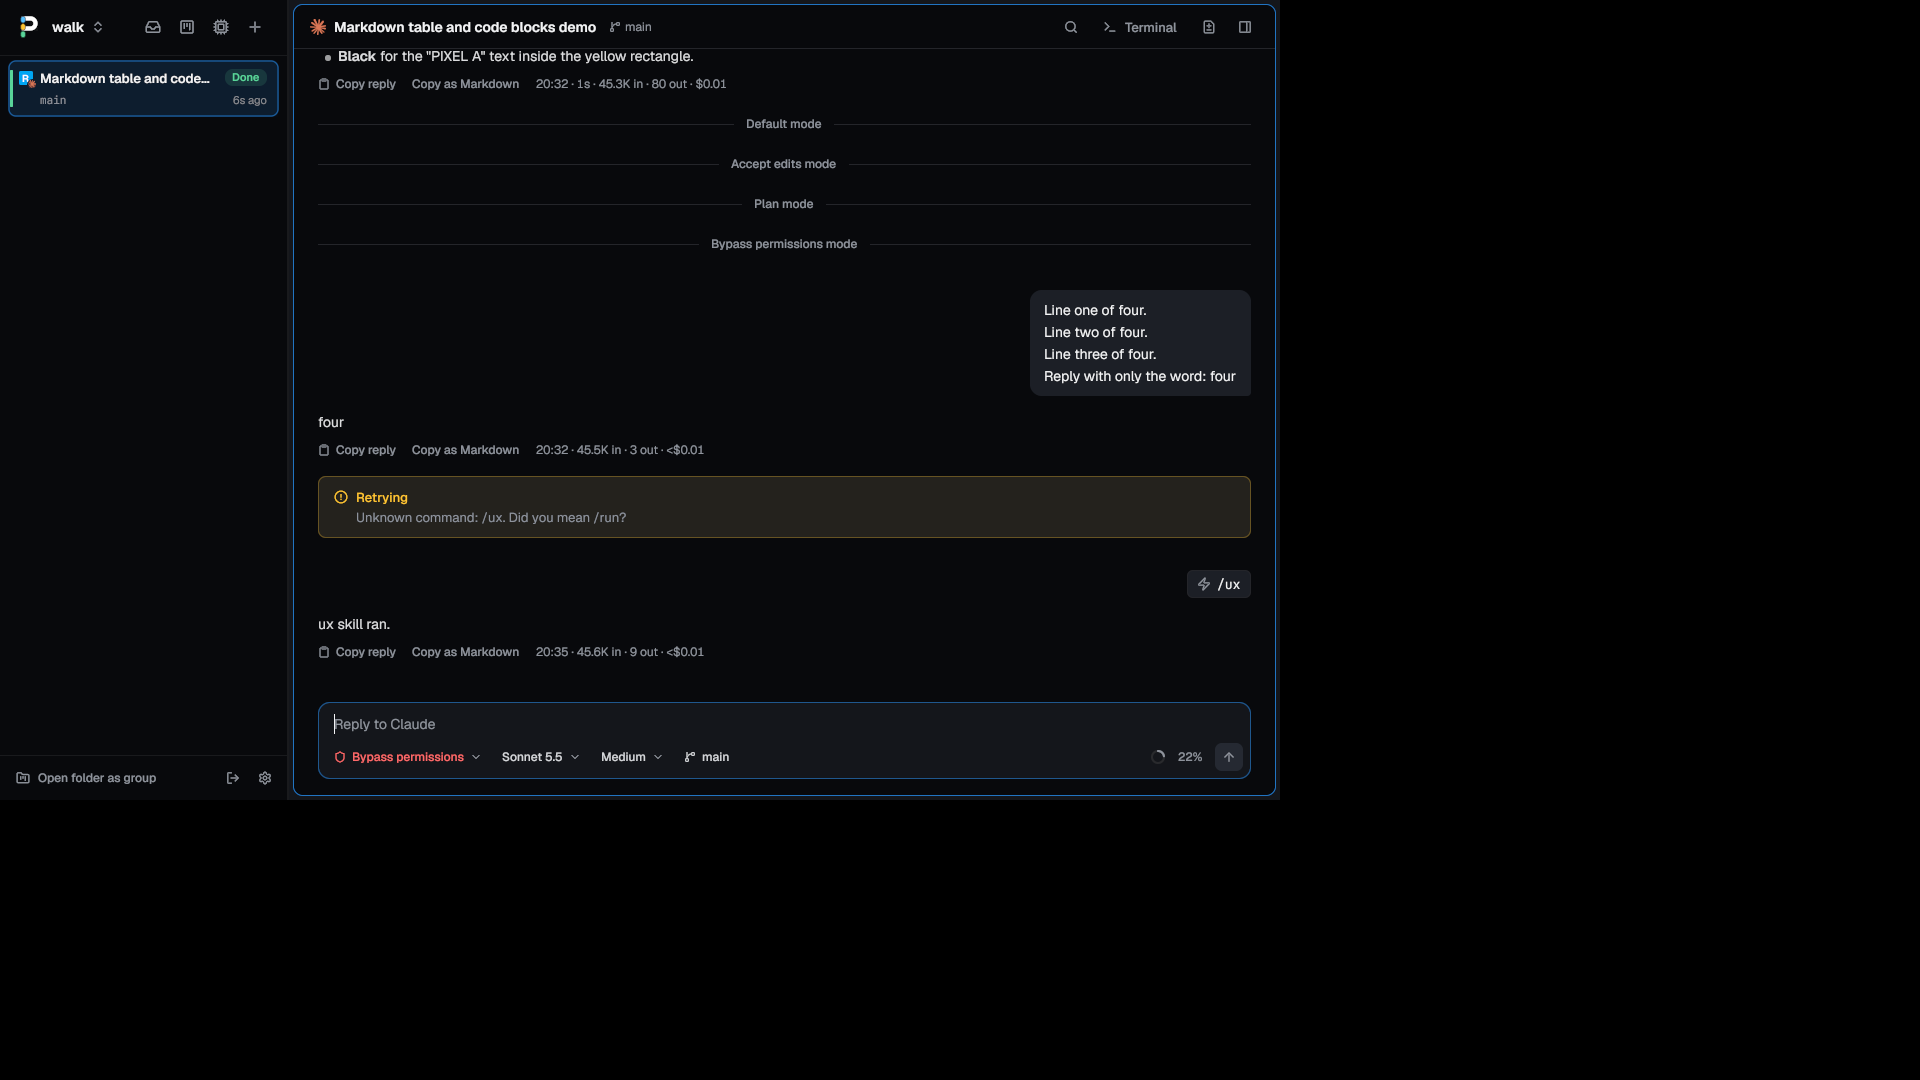 walk
Markdown table and code... Done
main 6s ago
Open folder as group
Markdown table and code blocks demo main
Terminal
Black for the "PIXEL A" text inside the yellow rectangle.
Copy reply Copy as Markdown 20:32 · 1s · 45.3K in · 80 out · $0.01
Default mode
Accept edits mode
Plan mode
Bypass permissions mode
Line one of four.
Line two of four.
Line three of four.
Reply with only the word: four
four
Copy reply Copy as Markdown 20:32 · 45.5K in · 3 out · <$0.01
Retrying
Unknown command: /ux. Did you mean /run?
/ux
ux skill ran.
Copy reply Copy as Markdown 20:35 · 45.6K in · 9 out · <$0.01
Reply to Claude
Bypass permissions Sonnet 5.5 Medium main 22%